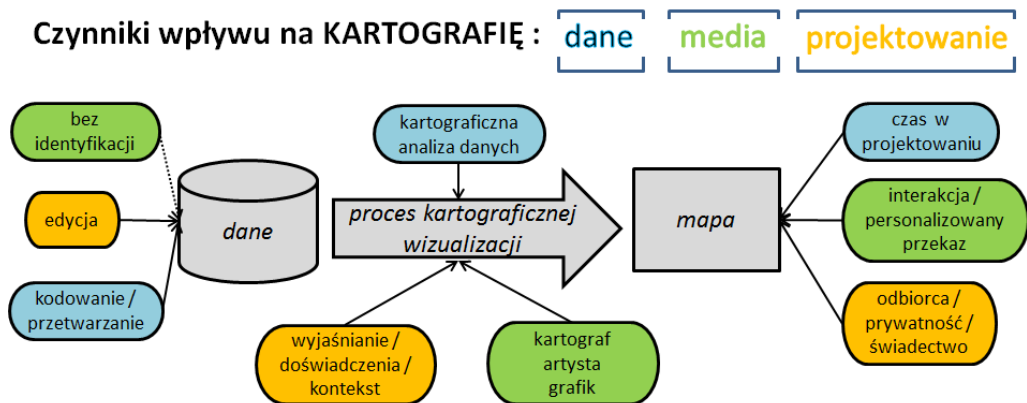 Czynniki wpływu na KARTOGRAFIĘ : dane media projektowanie
bez
identyfikacji
edycja
kodowanie /
przetwarzanie
dane
kartograficzna
analiza danych
proces kartograficznej
wizualizacji
wyjaśnianie /
doświadczenia /
kontekst
kartograf
artysta
grafik
mapa
czas w
projektowaniu
interakcja /
personalizowany
przekaz
odbiorca /
prywatność /
świadectwo